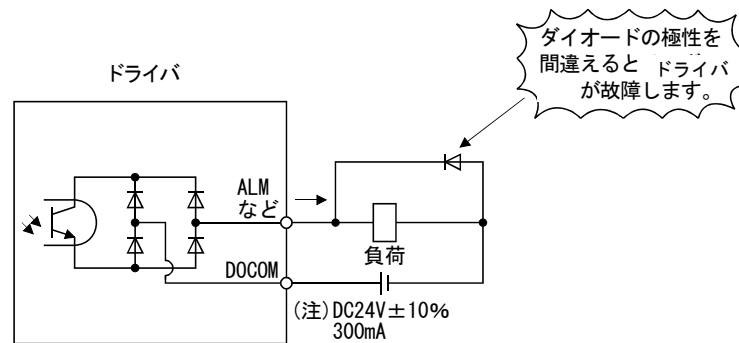 ダイオードの極性を
間違えると ドライバ
が故障します。
ドライバ
ALM
など
負荷
DOCOM
(注)DC24V±10%
300mA